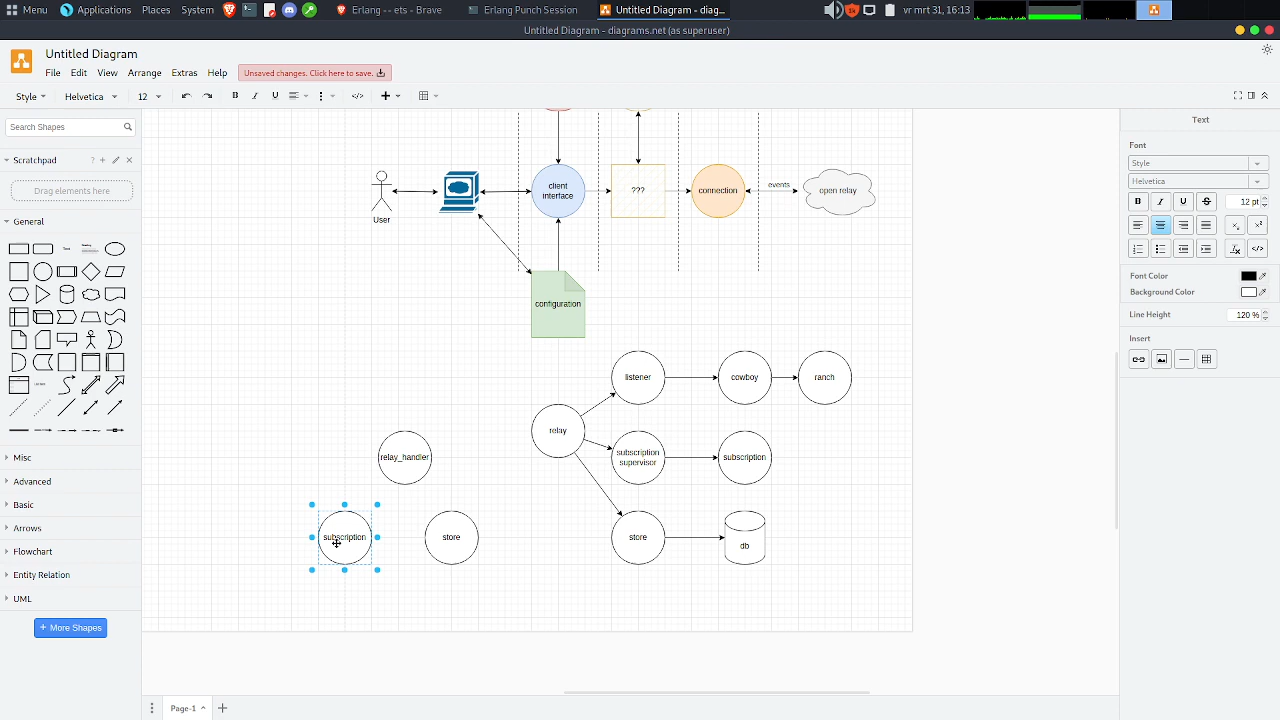 Menu
Applications
Places
System
Erlang -- ets - Brave
Erlang Punch Session
Untitled Diagram - diag...
vr mrt 31, 16:13
Untitled Diagram - diagrams.net (as superuser)
Untitled Diagram
File
Edit
View
Arrange
Extras
Help
Unsaved changes. Click here to save.
Style
Helvetica
12
Search Shapes
Scratchpad
?
Drag elements here
General
Misc
Advanced
Basic
Arrows
Flowchart
Entity Relation
UML
+ More Shapes
User
client
interface
???
connection
events
open relay
configuration
listener
cowboy
ranch
relay
relay_handler
subscription
supervisor
subscription
subscription
store
store
db
Page-1
Text
Font
Style
Helvetica
B
I
U
S
12 pt
Font Color
Background Color
Line Height
120 %
Insert